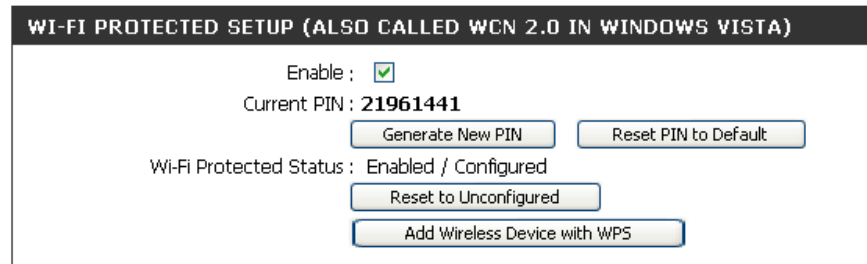 WI-FI PROTECTED SETUP (ALSO CALLED WCN 2.0 IN WINDOWS VISTA)
Enable :
Current PIN : 21961441
Generate New PIN Reset PIN to Default
Wi-Fi Protected Status : Enabled / Configured
Reset to Unconfigured
Add Wireless Device with WPS